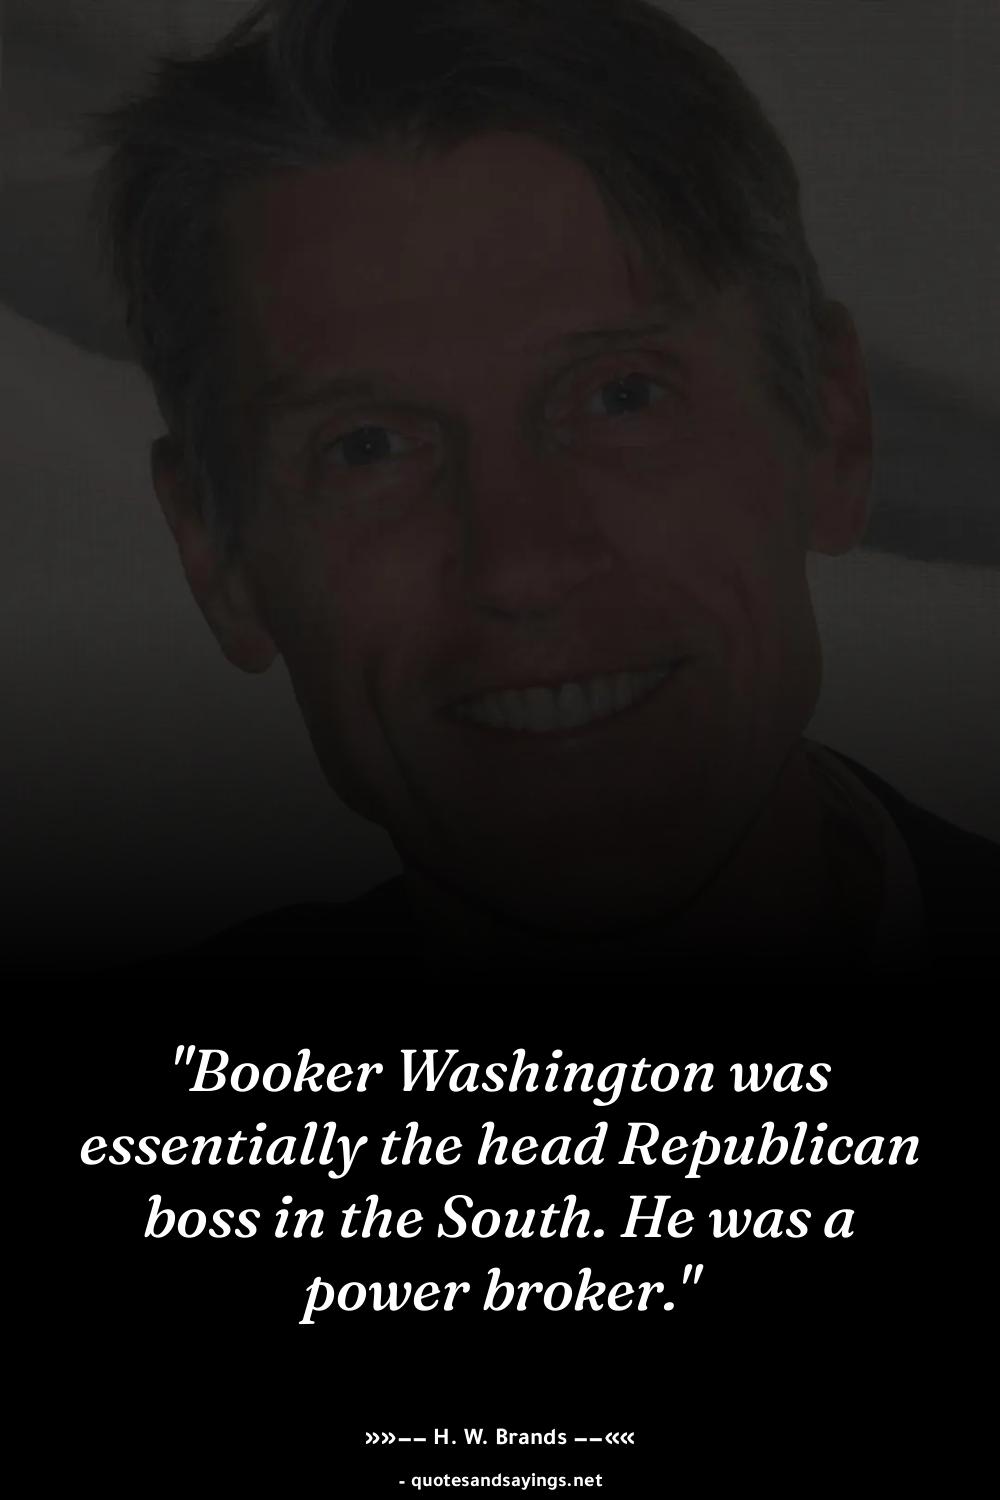 "Booker Washington was
essentially the head Republican
boss in the South. He was a
power broker."
»»—— H. W. Brands ——««
- quotesandsayings.net